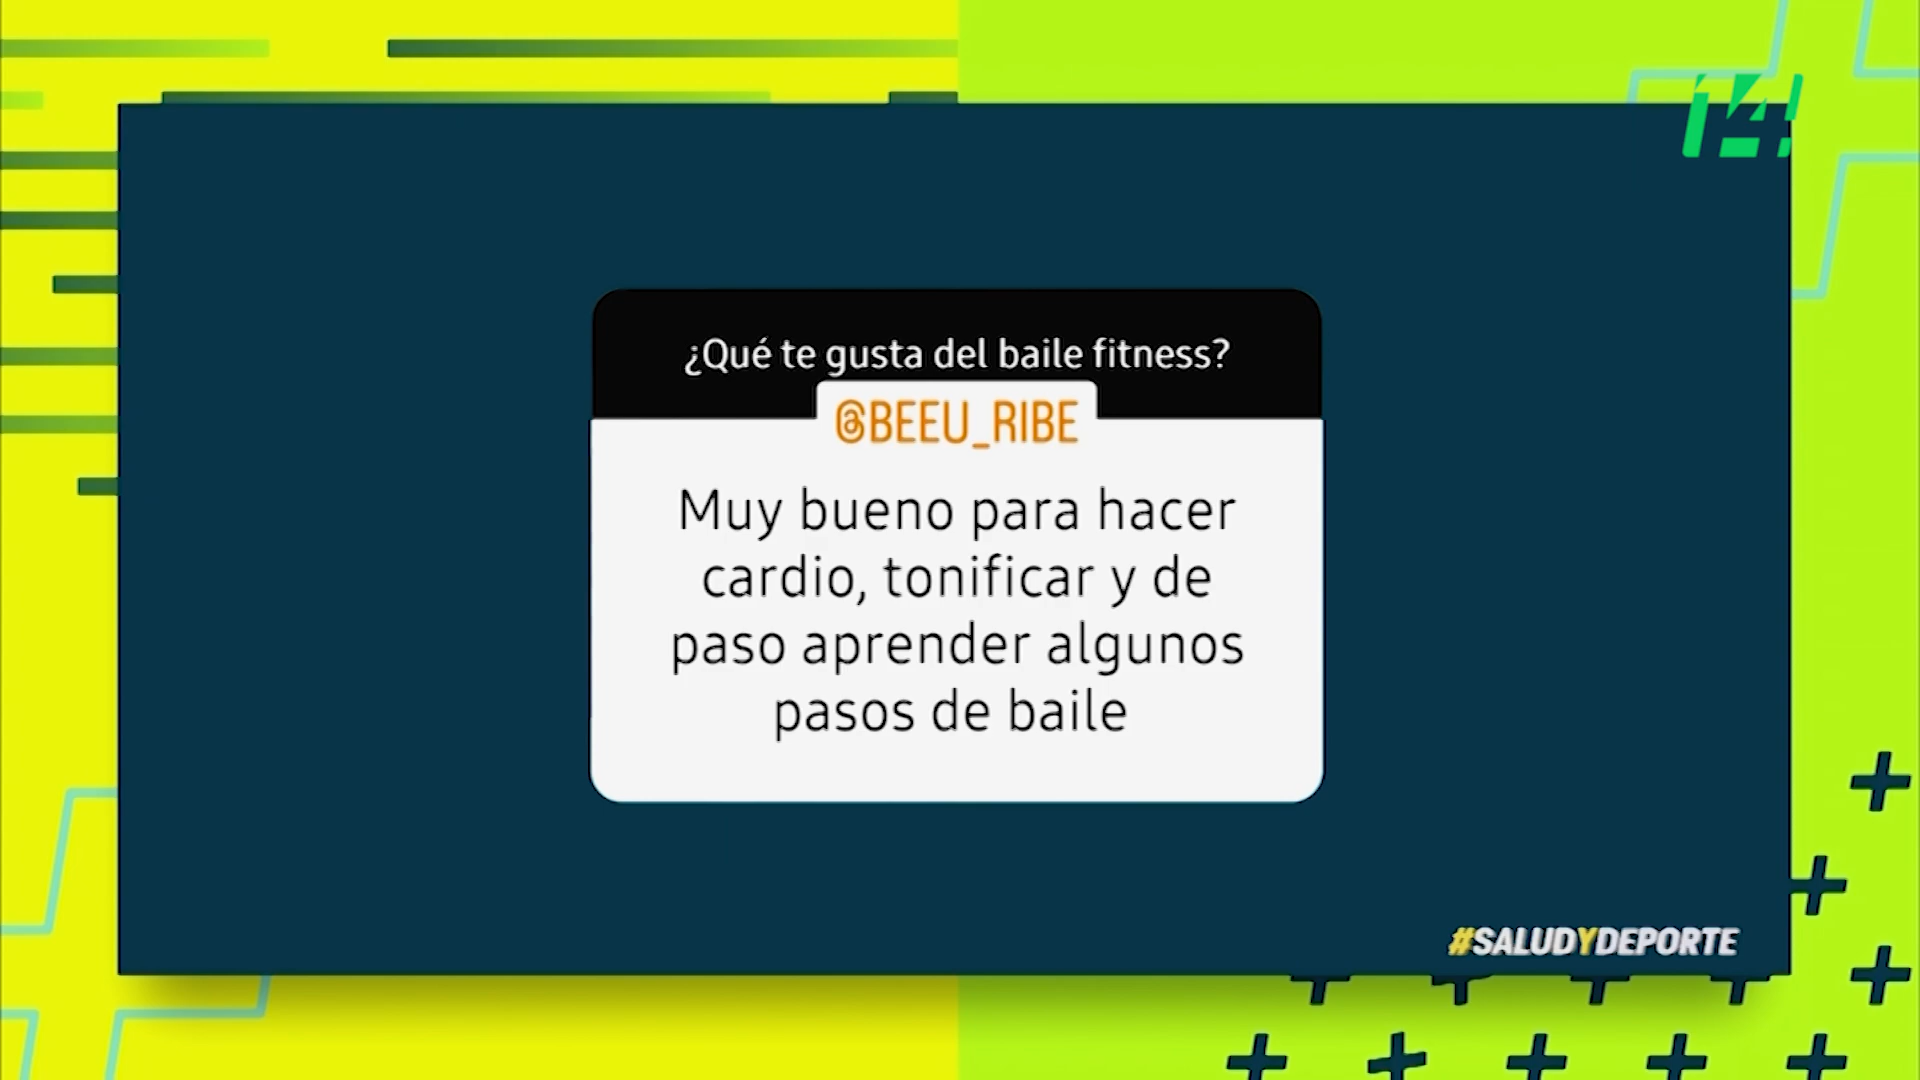 14
¿Qué te gusta del baile fitness?
@BEEU_RIBE
Muy bueno para hacer
cardio, tonificar y de
paso aprender algunos
pasos de baile
#SALUDYDEPORTE